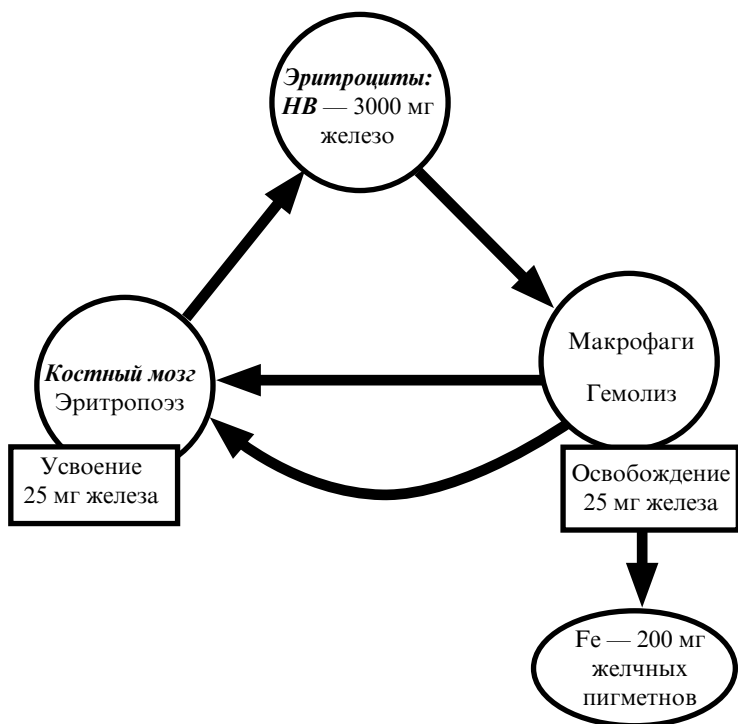 Эритроциты:
НВ — 3000 мг
железо
Макрофаги
Гемолиз
Костный мозг
Эритропоэз
Усвоение
25 мг железа
Освобождение
25 мг железа
Fe — 200 мг
желчных
пигметнов